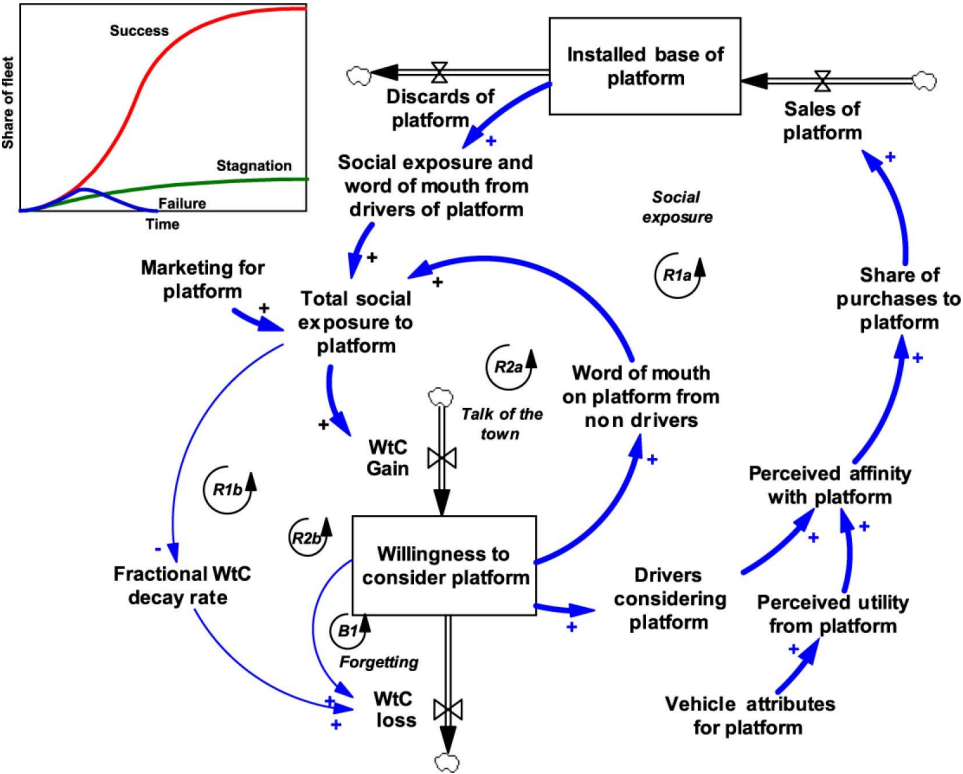 Share of fleet
Success
Stagnation
Failure
Time
Installed base of
platform
Discards of
platform
+
Sales of
platform
+
Social exposure and
word of mouth from
drivers of platform
+
Social
exposure
R1a
Marketing for
platform
+
Total social
exposure to
platform
+
Share of
purchases to
platform
+
R2a
Talk of the
town
Word of mouth
on platform from
non drivers
+
+
WtC
Gain
Perceived affinity
with platform
+
+
R1b
R2b
-
Fractional WtC
decay rate
Willingness to
consider platform
+
Drivers
considering
platform
Perceived utility
from platform
+
B1
Forgetting
+
+
WtC
loss
Vehicle attributes
for platform